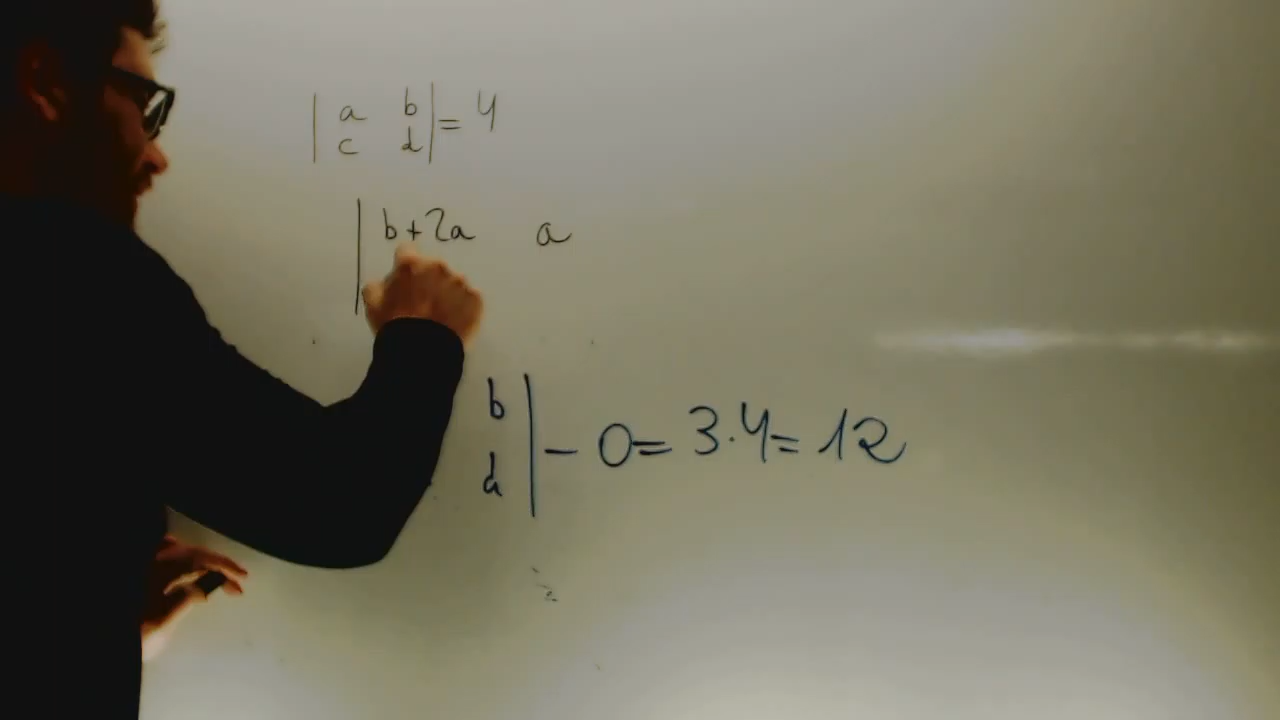 | a b | = 4
| c d |
| b+2a a
b | - 0 = 3.4 = 12
d |